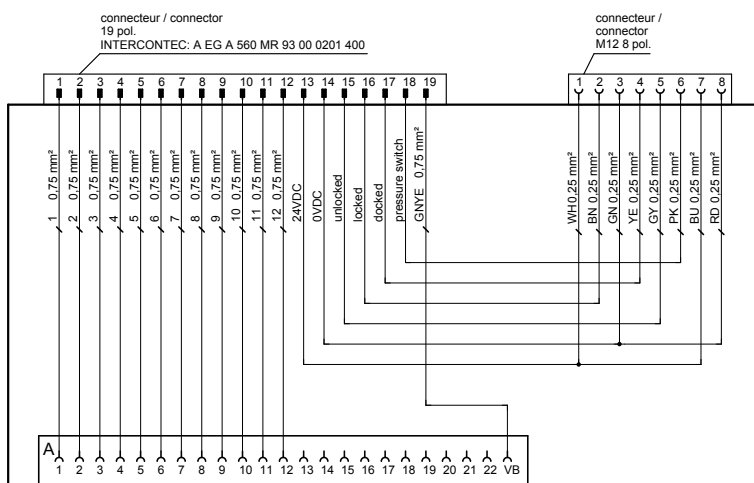 connecteur / connector
19 pol.
INTERCONTEC: A EG A 560 MR 93 00 0201 400
connecteur /
connector
M12 8 pol.
1 2 3 4 5 6 7 8 9 10 11 12 13 14 15 16 17 18 19
1 2 3 4 5 6 7 8
1 0,75 mm²
2 0,75 mm²
3 0,75 mm²
4 0,75 mm²
5 0,75 mm²
6 0,75 mm²
7 0,75 mm²
8 0,75 mm²
9 0,75 mm²
10 0,75 mm²
11 0,75 mm²
12 0,75 mm²
24VDC
0VDC
unlocked
locked
docked
pressure switch
GNYE 0,75 mm²
WH 0,25 mm²
BN 0,25 mm²
GN 0,25 mm²
YE 0,25 mm²
GY 0,25 mm²
PK 0,25 mm²
BU 0,25 mm²
RD 0,25 mm²
A
1 2 3 4 5 6 7 8 9 10 11 12 13 14 15 16 17 18 19 20 21 22 VB